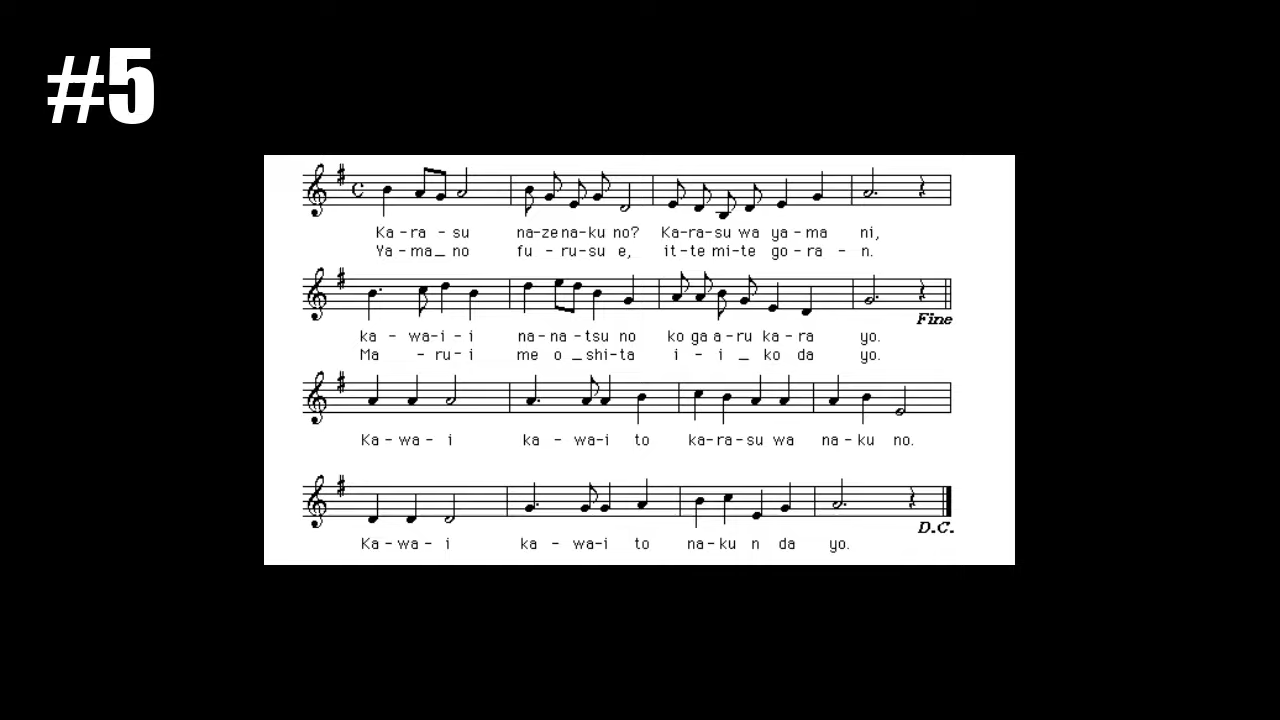 #5
Ka-ra-su na-ze na-ku no? Ka-ra-su wa ya-ma ni,
Ya-ma_no fu-ru-su e, it-te mi-te go-ra-n.
ka-wa-i-i na-na-tsu no ko ga a-ru ka-ra yo.
Fine
Ma-ru-i me o_shi-ta i-i_ko da yo.
Ka-wa-i ka-wa-i to ka-ra-su wa na-ku no.
D.C.
Ka-wa-i ka-wa-i to na-ku n da yo.